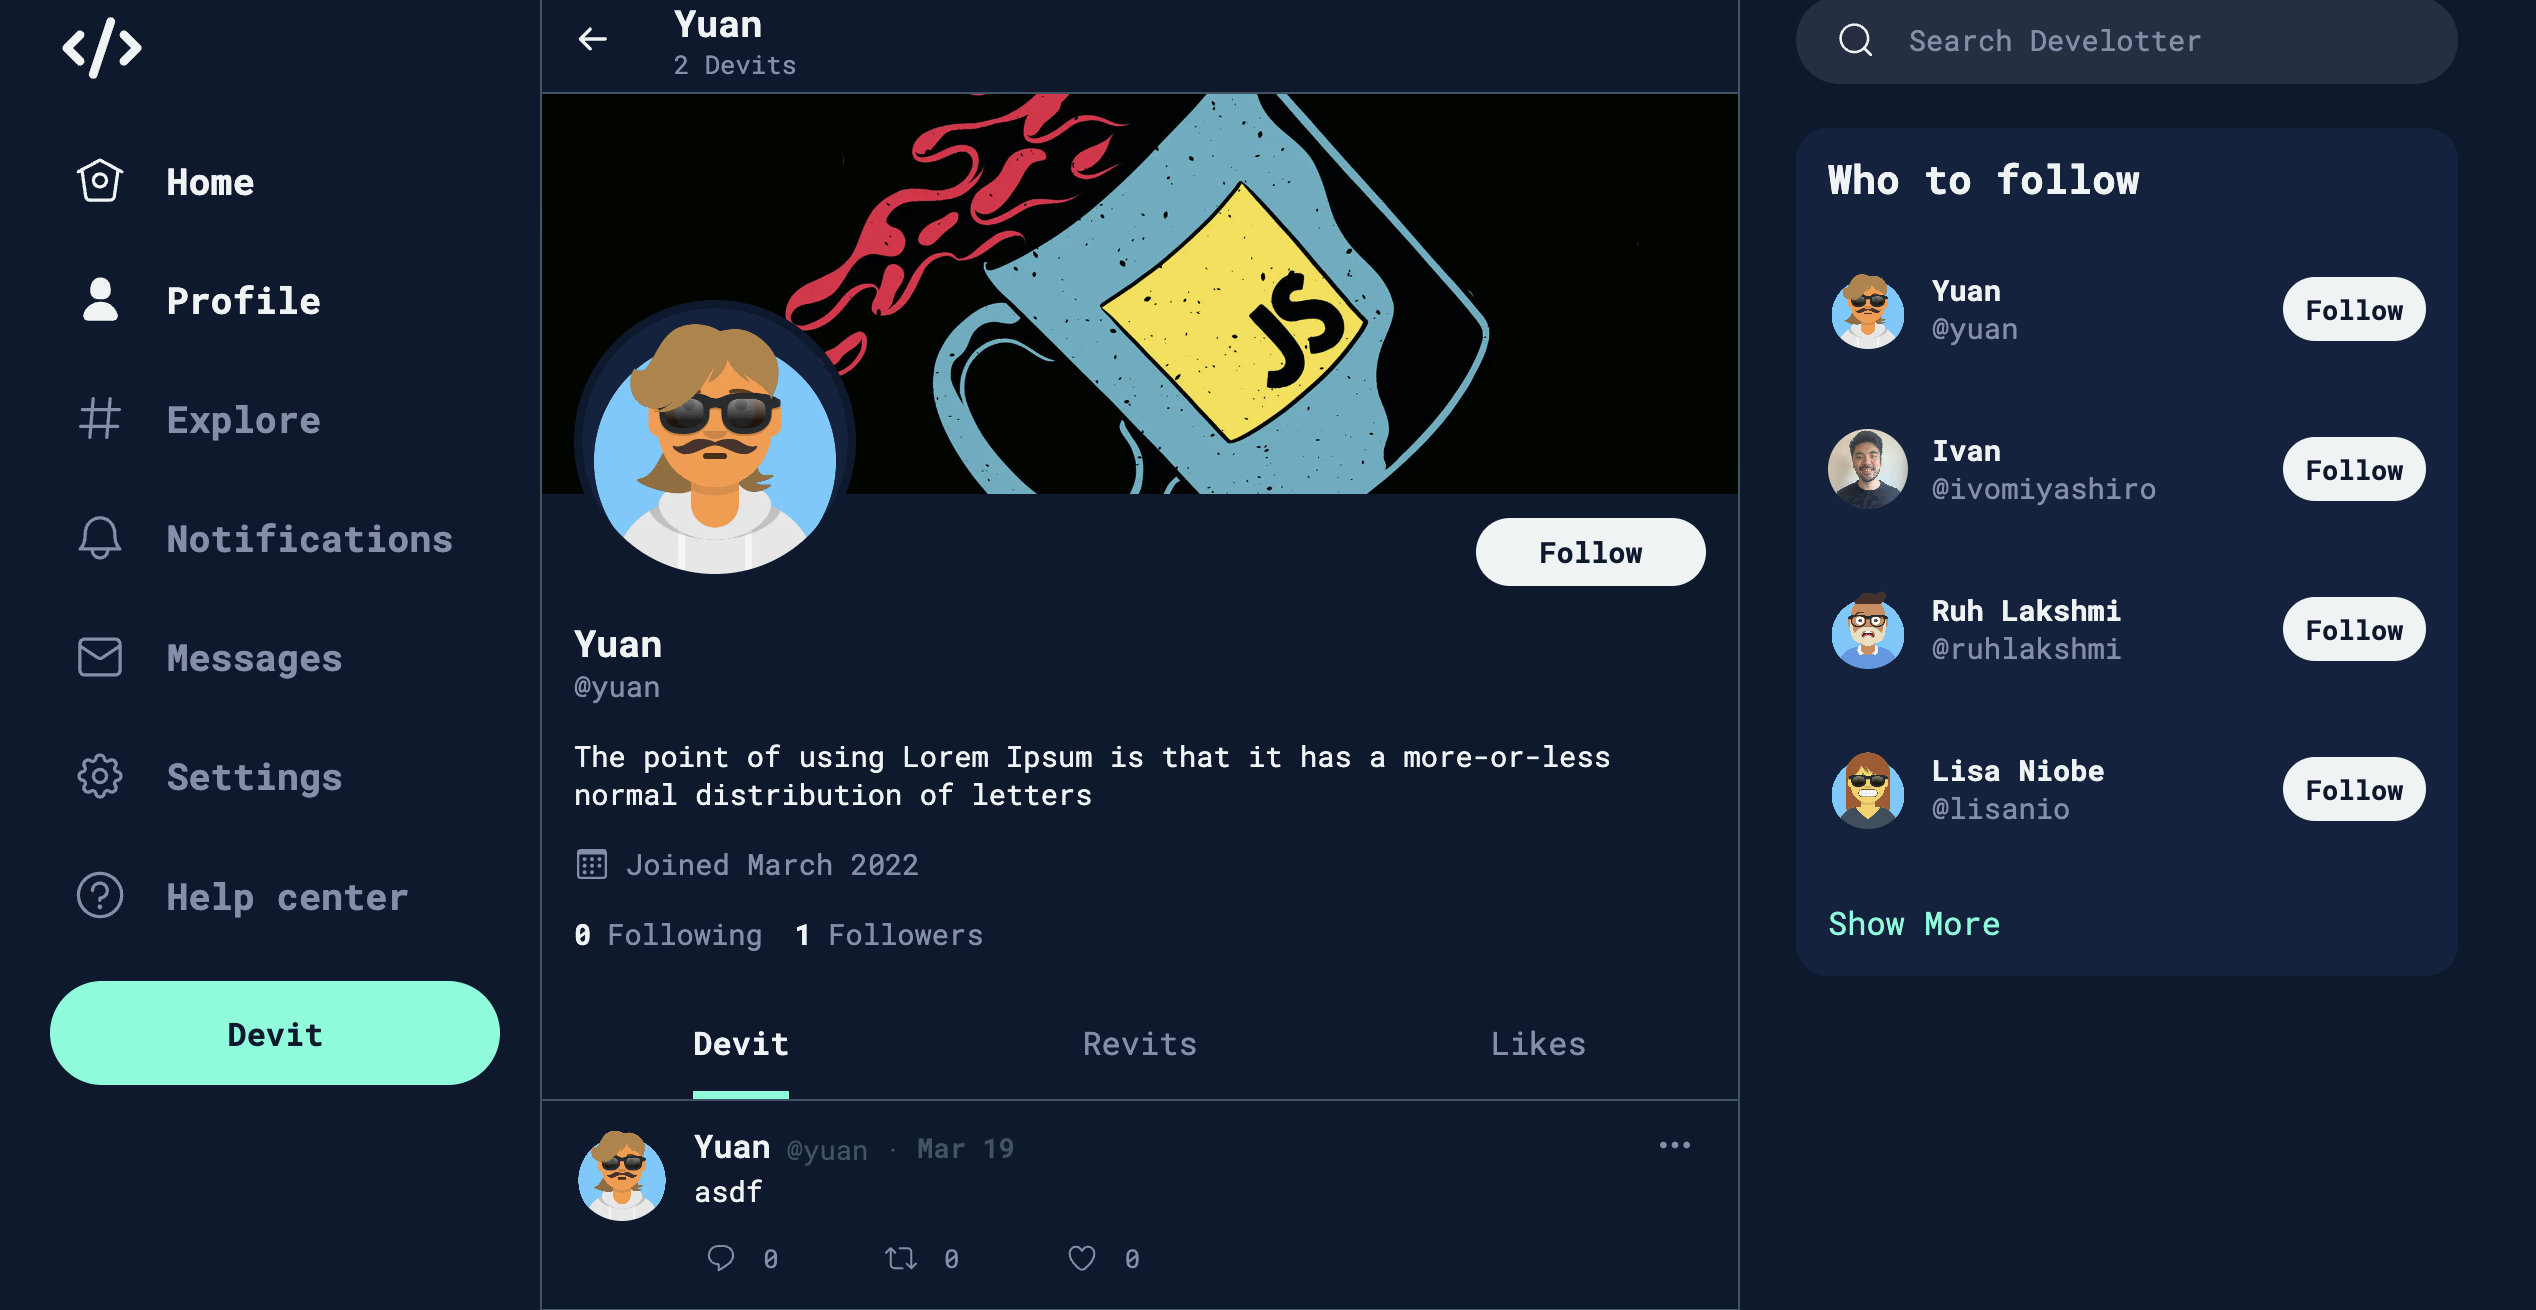 </>
Home
Profile
Explore
Notifications
Messages
Settings
Help center
Devit
Yuan
2 Devits
JS
Follow
Yuan
@yuan
The point of using Lorem Ipsum is that it has a more-or-less
normal distribution of letters
Joined March 2022
0 Following 1 Followers
Devit Revits Likes
Yuan @yuan · Mar 19
asdf
0 0 0
Search Develotter
Who to follow
Yuan
@yuan
Follow
Ivan
@ivomiyashiro
Follow
Ruh Lakshmi
@ruhlakshmi
Follow
Lisa Niobe
@lisanio
Follow
Show More